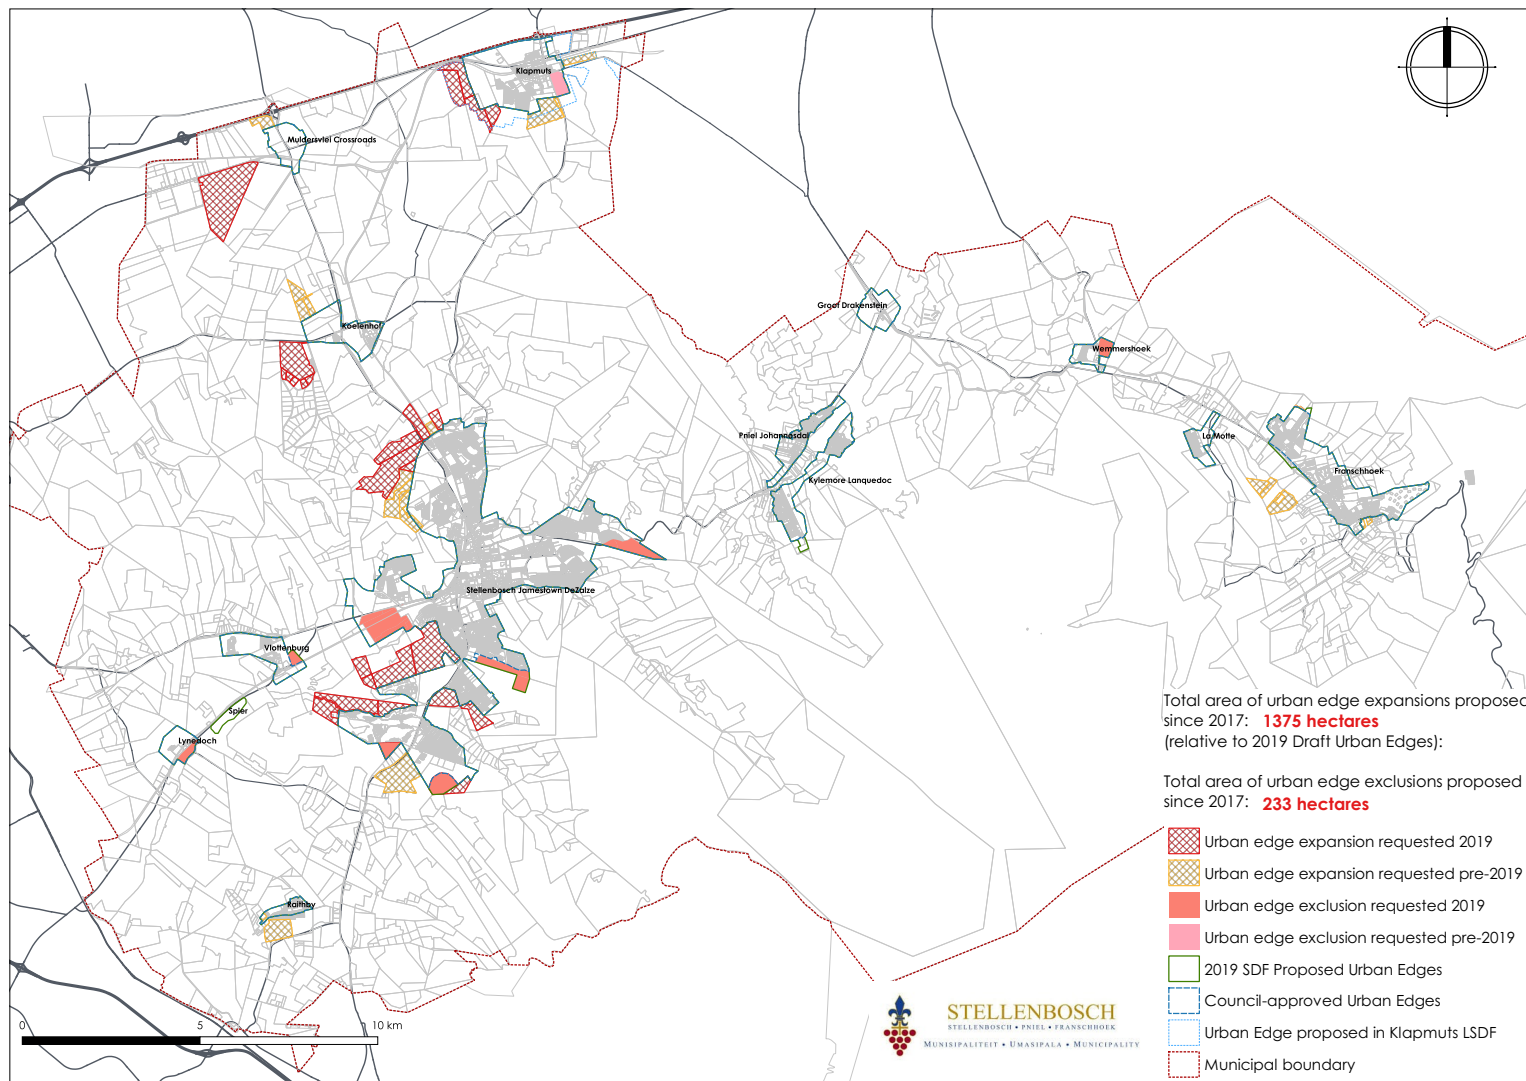 Klapmuts
Muldersvlei Crossroads
Groot Drakenstein
Koelenhof
Wemmershoek
Pniel Johannesdal
La Motte
Franschhoek
Kylemore Lanquedoc
Stellenbosch Jamestown DeZalze
Vlottenburg
Spier
Lynedoch
Raithby
Total area of urban edge expansions proposed
since 2017: 1375 hectares
(relative to 2019 Draft Urban Edges):
Total area of urban edge exclusions proposed
since 2017: 233 hectares
Urban edge expansion requested 2019
Urban edge expansion requested pre-2019
Urban edge exclusion requested 2019
Urban edge exclusion requested pre-2019
2019 SDF Proposed Urban Edges
Council-approved Urban Edges
Urban Edge proposed in Klapmuts LSDF
Municipal boundary
0 5 10 km
STELLENBOSCH
STELLENBOSCH • PNIEL • FRANSCHHOEK
MUNISIPALITEIT • UMASIPALA • MUNICIPALITY